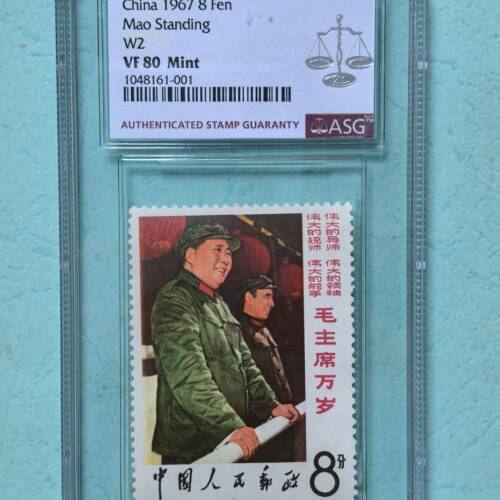 China 1967 8 Fen
Mao Standing
W2
VF 80 Mint
1048161-001
AUTHENTICATED STAMP GUARANTY
ASG™
伟大的导师
伟大的领袖
伟大的统帅
伟大的舵手
毛主席万岁
中国人民邮政
8分